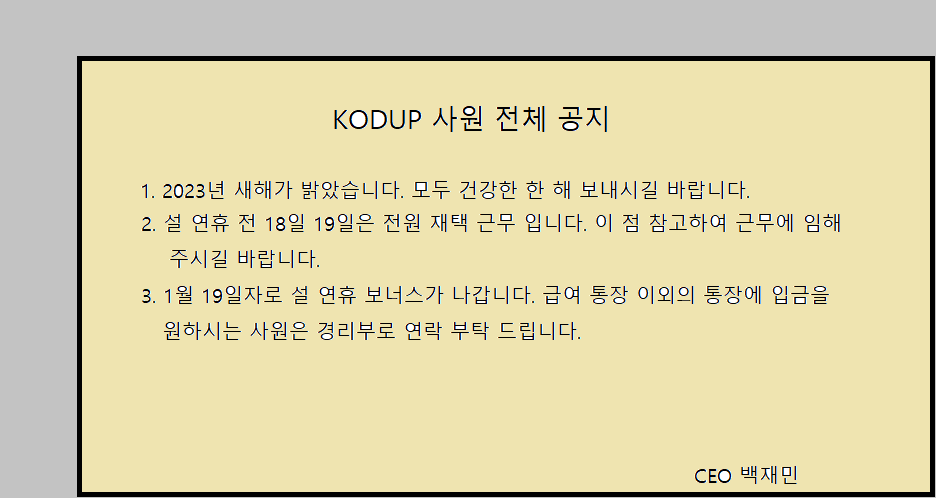 KODUP 사원 전체 공지
1. 2023년 새해가 밝았습니다. 모두 건강한 한 해 보내시길 바랍니다.
2. 설 연휴 전 18일 19일은 전원 재택 근무 입니다. 이 점 참고하여 근무에 임해
주시길 바랍니다.
3. 1월 19일자로 설 연휴 보너스가 나갑니다. 급여 통장 이외의 통장에 입금을
원하시는 사원은 경리부로 연락 부탁 드립니다.
CEO 백재민